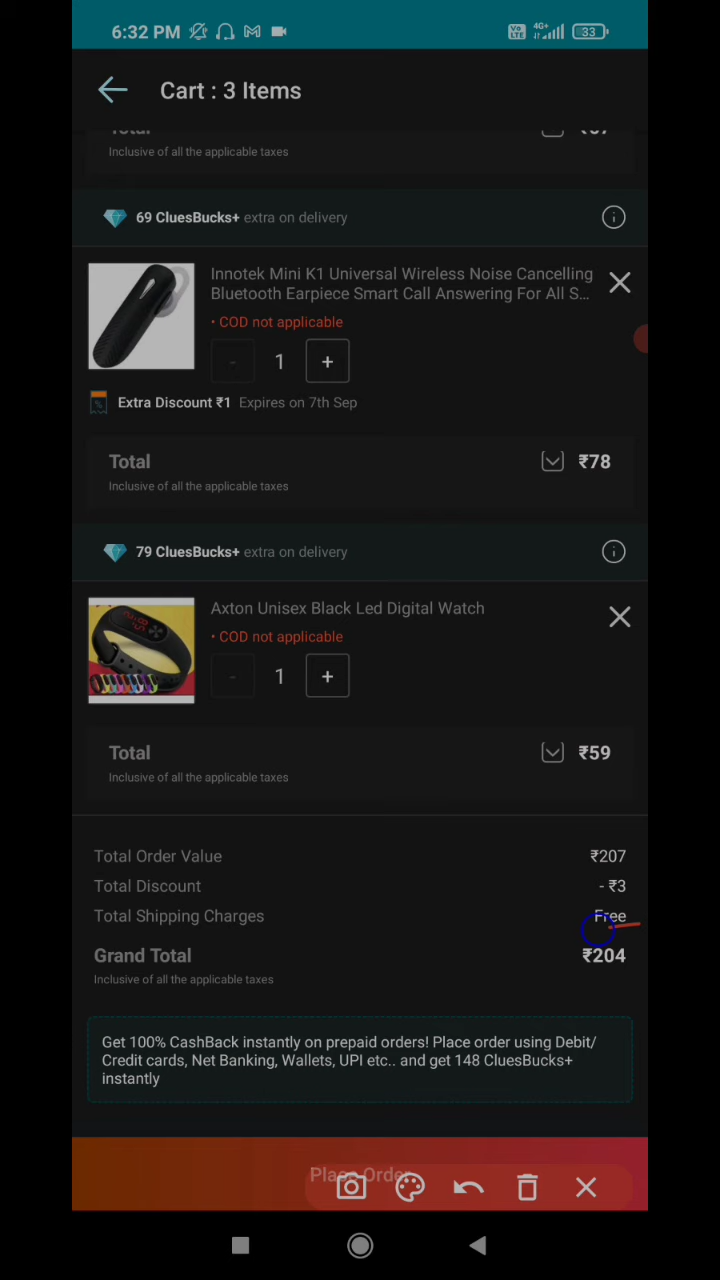 6:32 PM
Vo LTE 4G+ 33
Cart : 3 Items
Total
Inclusive of all the applicable taxes
69 CluesBucks+ extra on delivery
Innotek Mini K1 Universal Wireless Noise Cancelling
Bluetooth Earpiece Smart Call Answering For All S...
• COD not applicable
- 1 +
Extra Discount ₹1 Expires on 7th Sep
Total ₹78
Inclusive of all the applicable taxes
79 CluesBucks+ extra on delivery
Axton Unisex Black Led Digital Watch
• COD not applicable
- 1 +
Total ₹59
Inclusive of all the applicable taxes
Total Order Value ₹207
Total Discount - ₹3
Total Shipping Charges Free
Grand Total ₹204
Inclusive of all the applicable taxes
Get 100% CashBack instantly on prepaid orders! Place order using Debit/
Credit cards, Net Banking, Wallets, UPI etc.. and get 148 CluesBucks+
instantly
Place Order